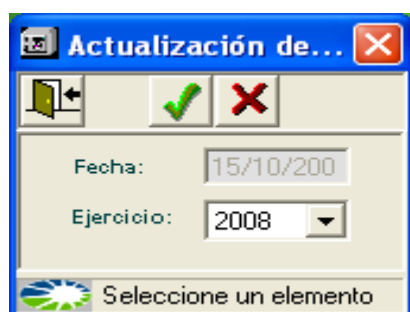 Actualización de...
Fecha: 15/10/200
Ejercicio: 2008
Seleccione un elemento